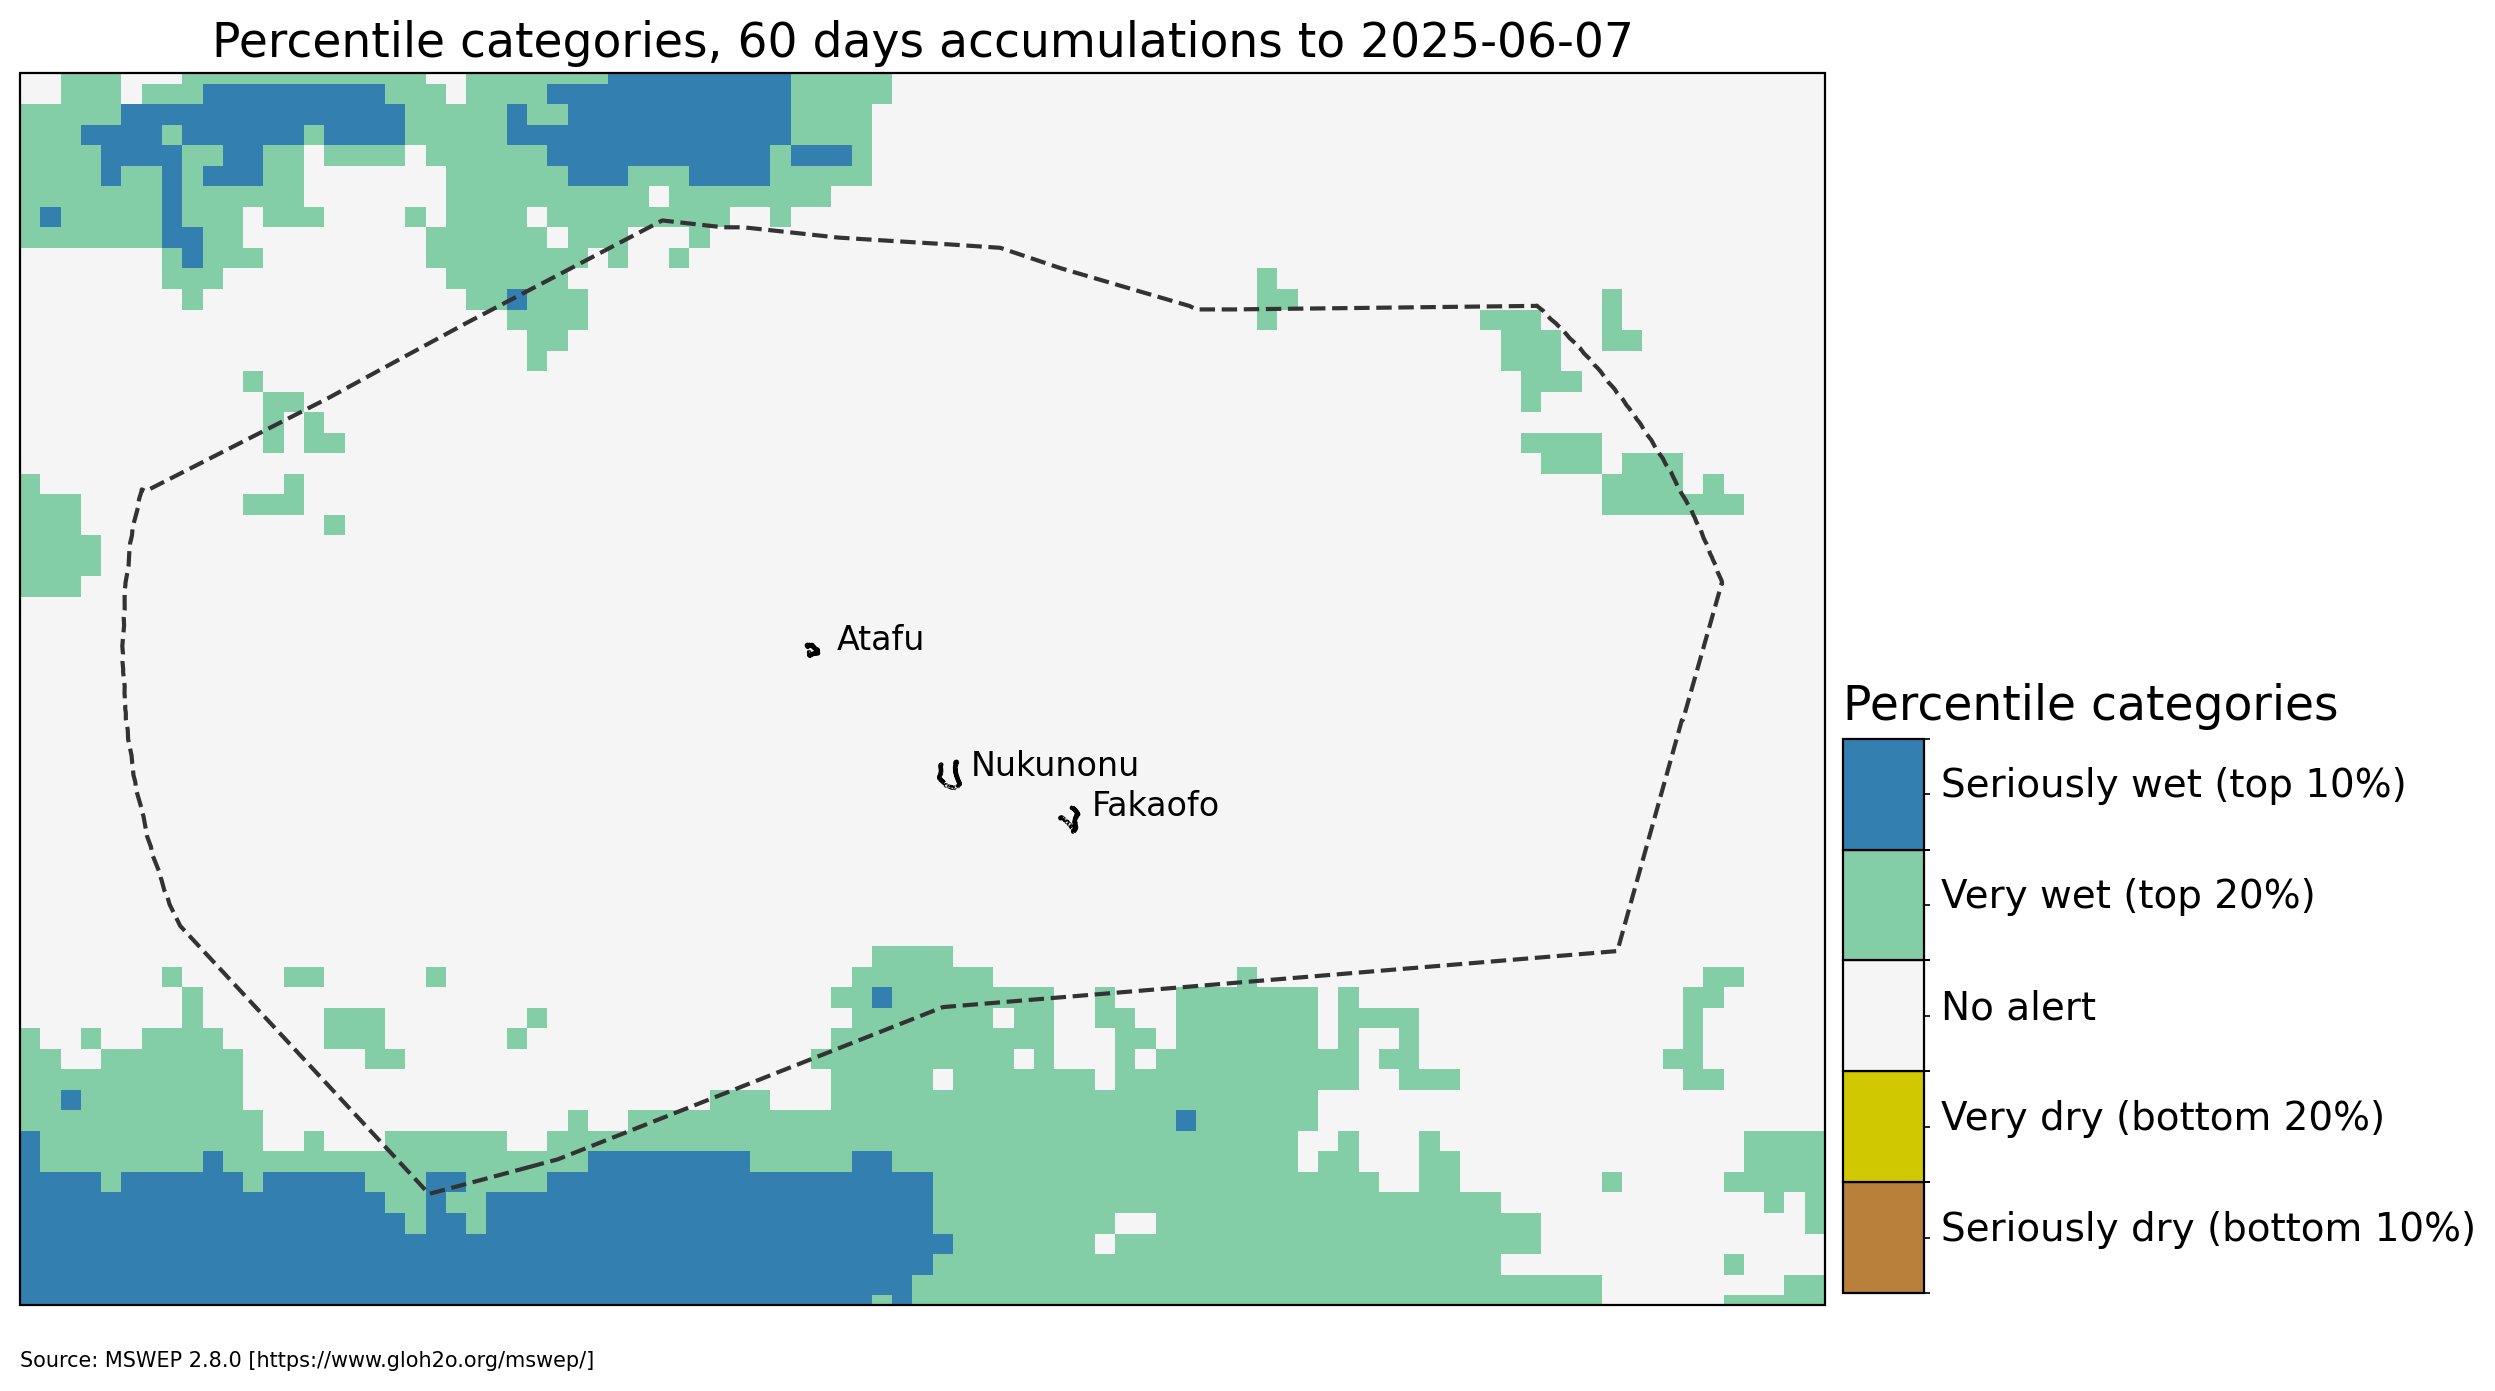 Percentile categories, 60 days accumulations to 2025-06-07
Atafu
Nukunonu
Fakaofo
Percentile categories
Seriously wet (top 10%)
Very wet (top 20%)
No alert
Very dry (bottom 20%)
Seriously dry (bottom 10%)
Source: MSWEP 2.8.0 [https://www.gloh2o.org/mswep/]